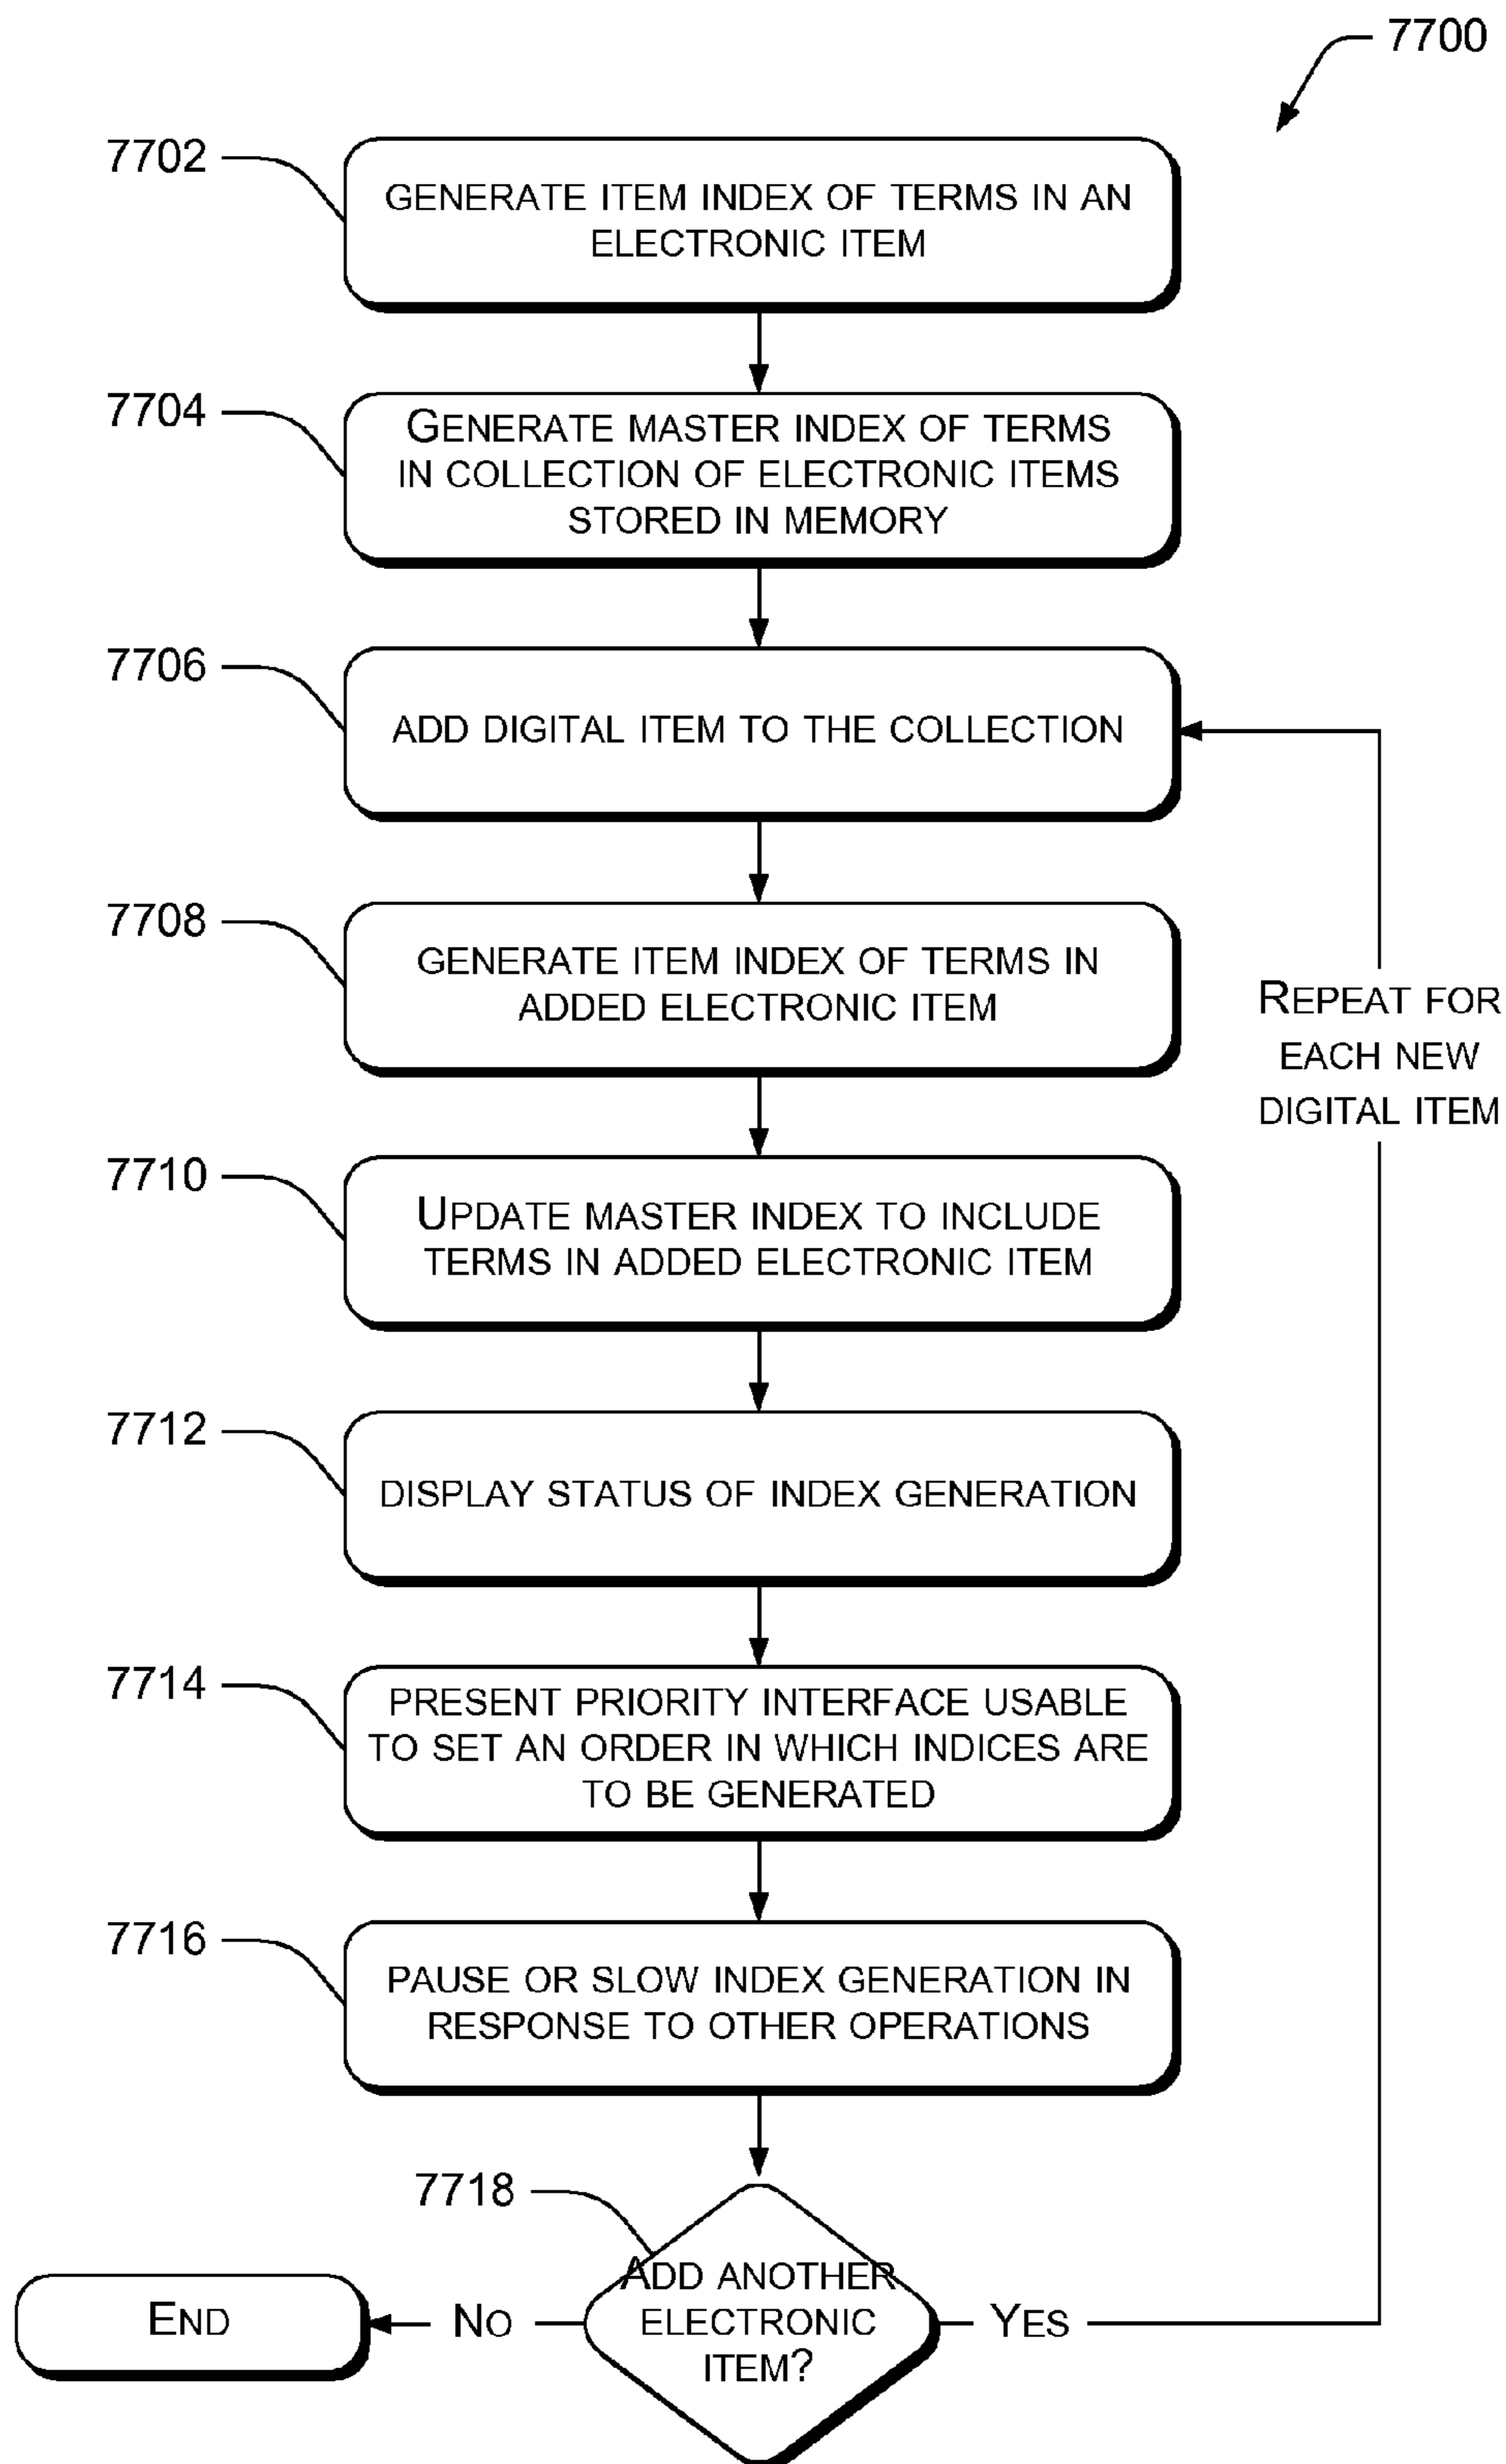 7700
7702
GENERATE ITEM INDEX OF TERMS IN AN
ELECTRONIC ITEM
7704
GENERATE MASTER INDEX OF TERMS
IN COLLECTION OF ELECTRONIC ITEMS
STORED IN MEMORY
7706
ADD DIGITAL ITEM TO THE COLLECTION
7708
GENERATE ITEM INDEX OF TERMS IN
ADDED ELECTRONIC ITEM
REPEAT FOR
EACH NEW
DIGITAL ITEM
7710
UPDATE MASTER INDEX TO INCLUDE
TERMS IN ADDED ELECTRONIC ITEM
7712
DISPLAY STATUS OF INDEX GENERATION
7714
PRESENT PRIORITY INTERFACE USABLE
TO SET AN ORDER IN WHICH INDICES ARE
TO BE GENERATED
7716
PAUSE OR SLOW INDEX GENERATION IN
RESPONSE TO OTHER OPERATIONS
7718
ADD ANOTHER
ELECTRONIC
ITEM?
YES
NO
END